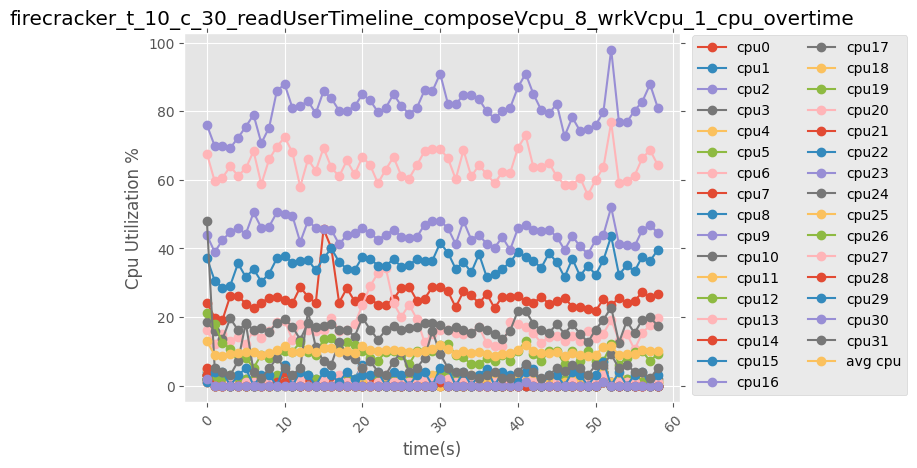 firecracker_t_10_c_30_readUserTimeline_composeVcpu_8_wrkVcpu_1_cpu_overtime
100
80
60
40
20
0
Cpu Utilization %
0
10
20
30
40
50
60
time(s)
cpu0
cpu1
cpu2
cpu3
cpu4
cpu5
cpu6
cpu7
cpu8
cpu9
cpu10
cpu11
cpu12
cpu13
cpu14
cpu15
cpu16
cpu17
cpu18
cpu19
cpu20
cpu21
cpu22
cpu23
cpu24
cpu25
cpu26
cpu27
cpu28
cpu29
cpu30
cpu31
avg cpu